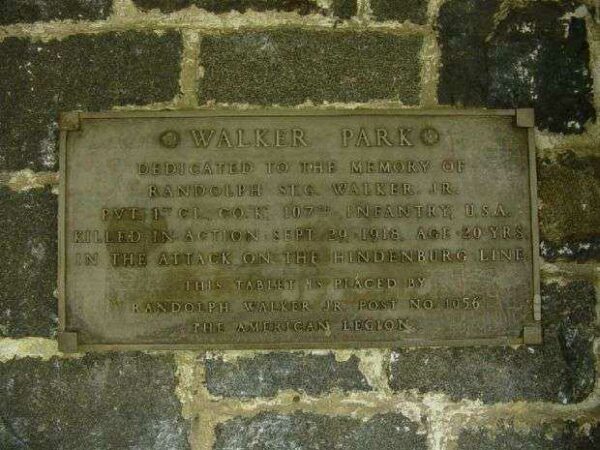 WALKER PARK
DEDICATED TO THE MEMORY OF
RANDOLPH ST.G. WALKER, JR.
PVT. 1ST CL., CO. K, 107TH INFANTRY, U.S.A.
KILLED IN ACTION SEPT. 29, 1918, AGE 20 YRS.
IN THE ATTACK ON THE HINDENBURG LINE
THIS TABLET IS PLACED BY
RANDOLPH WALKER JR. POST NO. 1056
THE AMERICAN LEGION.